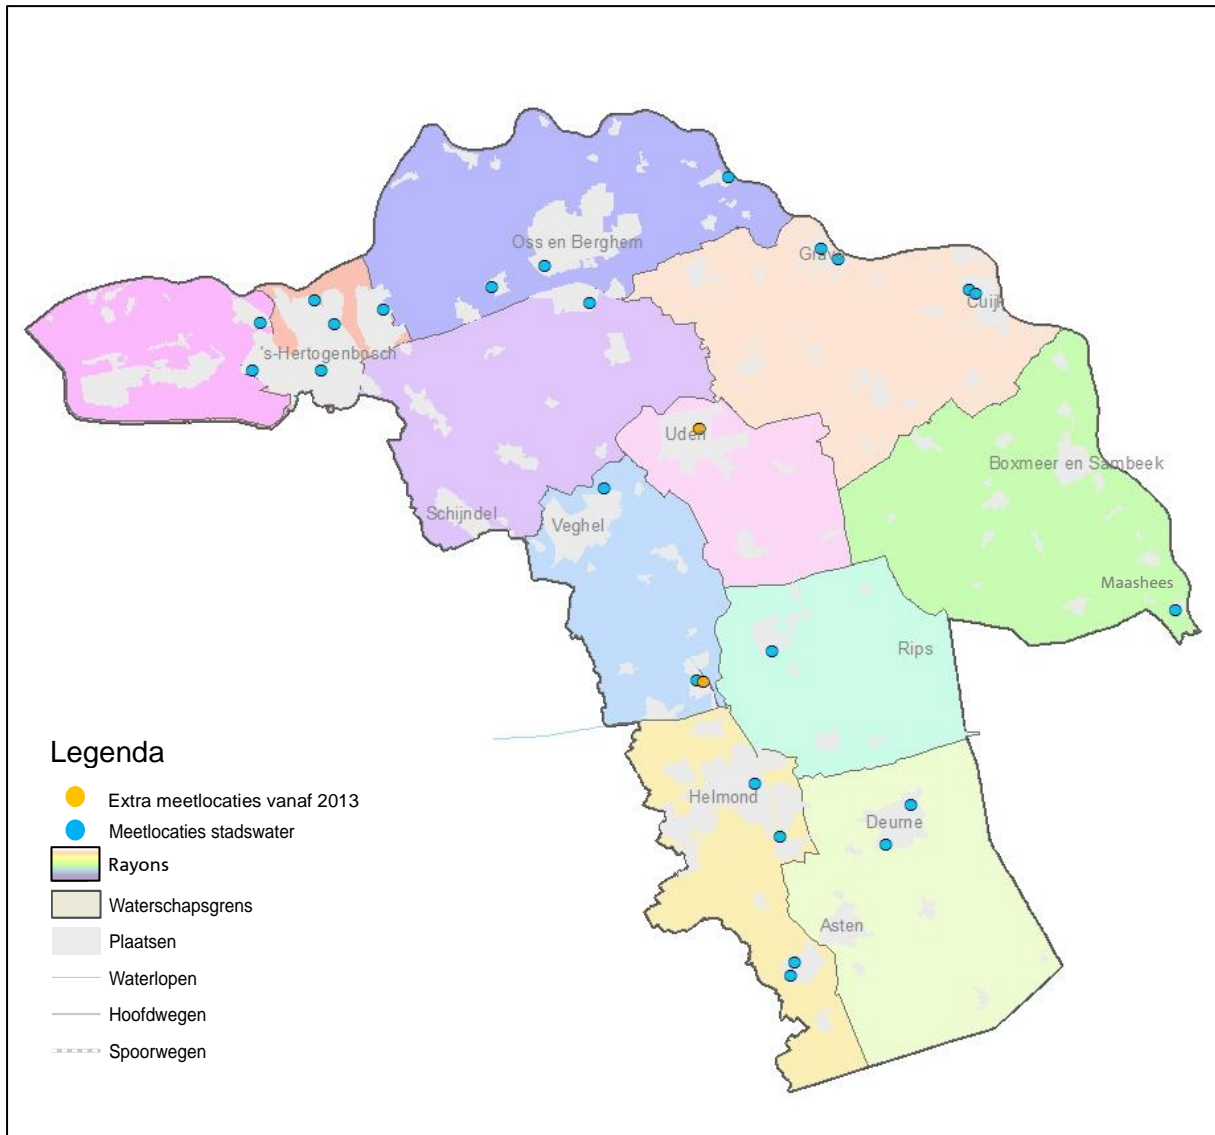 Oss en Berghem
Grave
Cuijk
's-Hertogenbosch
Uden
Boxmeer en Sambeek
Schijndel
Veghel
Maashees
Rips
Legenda
Extra meetlocaties vanaf 2013
Meetlocaties stadswater
Rayons
Waterschapsgrens
Plaatsen
Waterlopen
Hoofdwegen
Spoorwegen
Helmond
Deurne
Asten